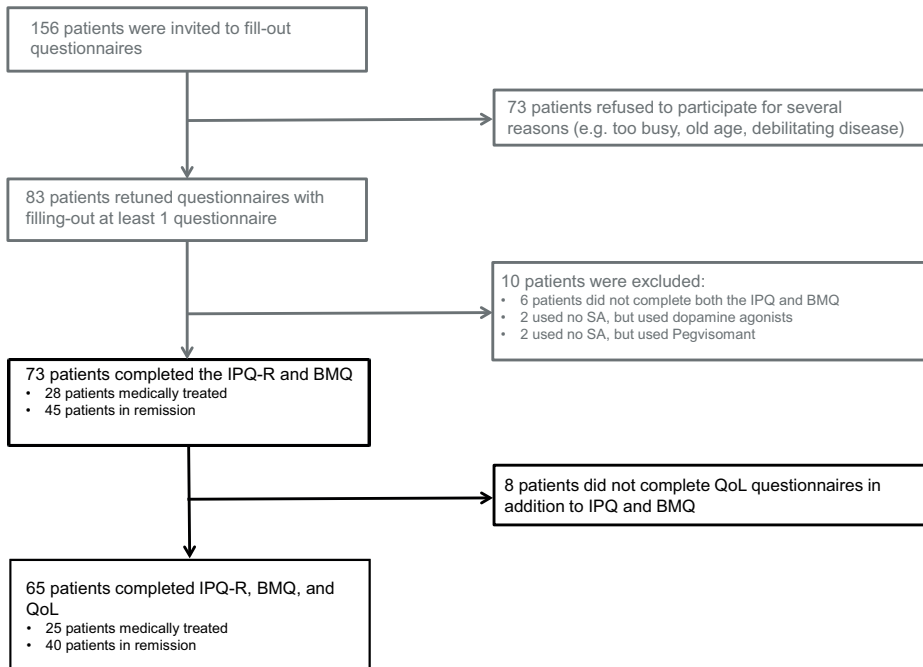 156 patients were invited to fill-out
questionnaires
73 patients refused to participate for several
reasons (e.g. too busy, old age, debilitating disease)
83 patients retuned questionnaires with
filling-out at least 1 questionnaire
10 patients were excluded:
• 6 patients did not complete both the IPQ and BMQ
• 2 used no SA, but used dopamine agonists
• 2 used no SA, but used Pegvisomant
73 patients completed the IPQ-R and BMQ
• 28 patients medically treated
• 45 patients in remission
8 patients did not complete QoL questionnaires in
addition to IPQ and BMQ
65 patients completed IPQ-R, BMQ, and
QoL
• 25 patients medically treated
• 40 patients in remission